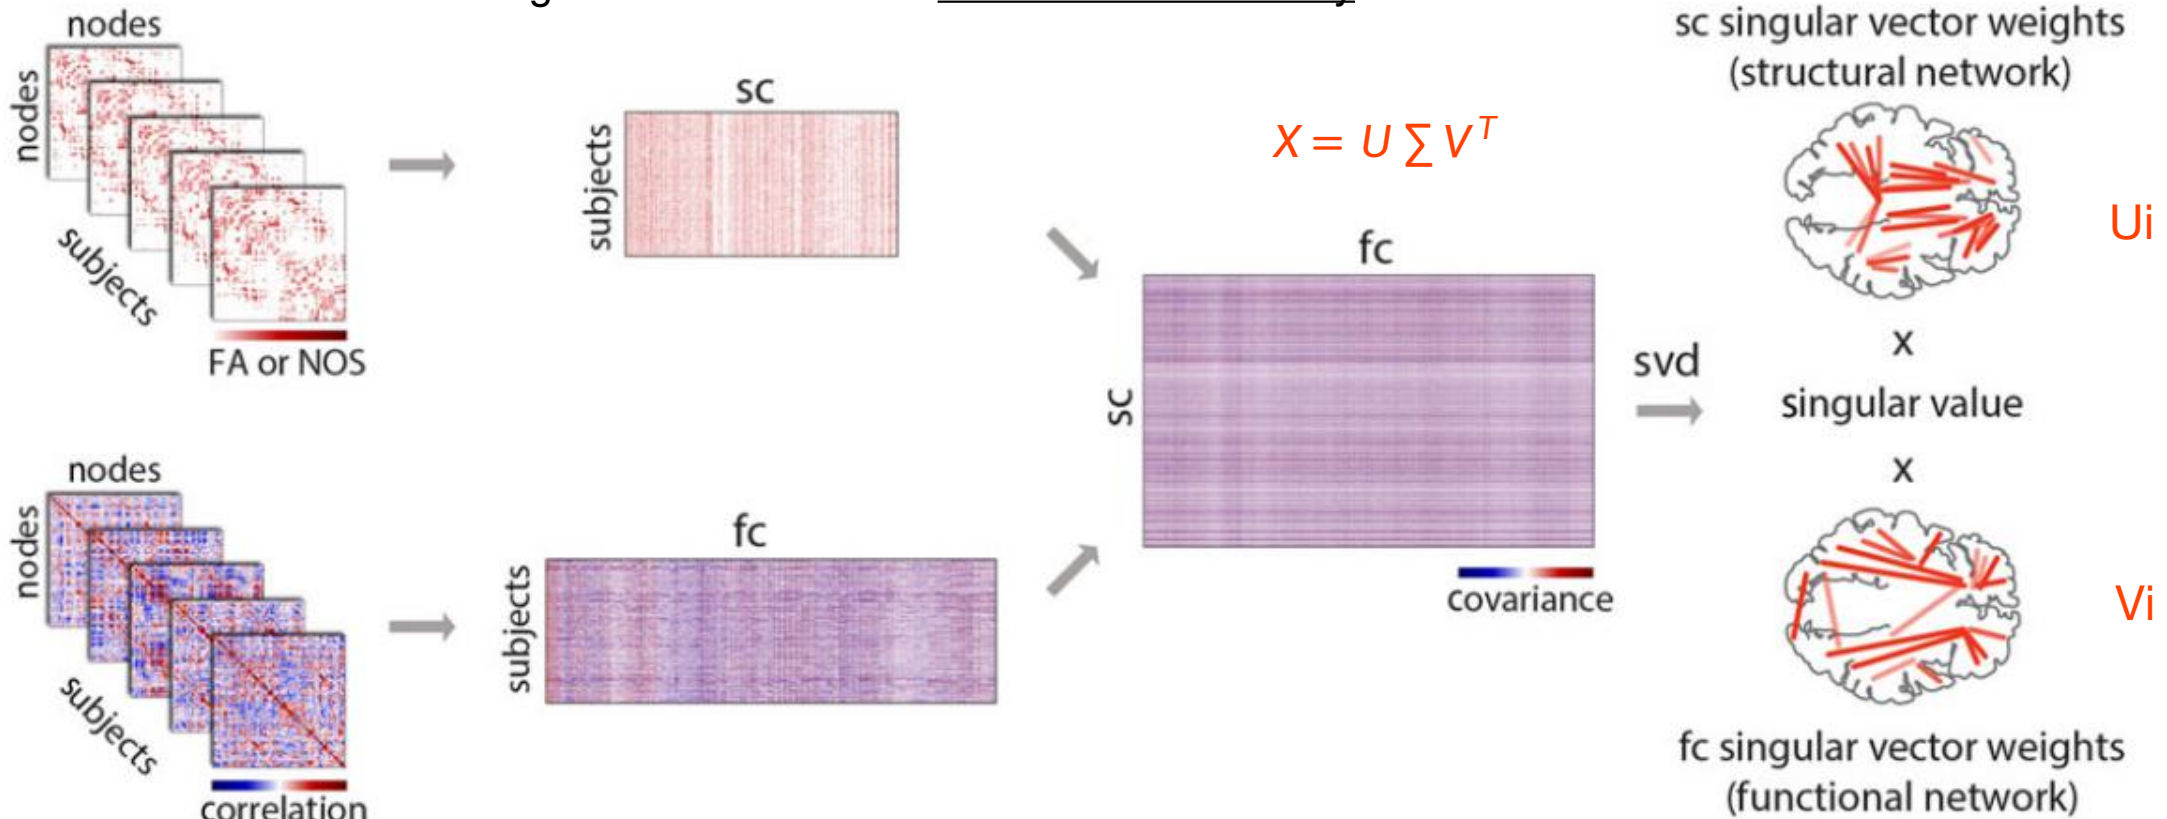 nodes
nodes
subjects
FA or NOS
sc
subjects
X = U ∑ V^T
fc
sc
covariance
svd
sc singular vector weights
(structural network)
Ui
x
singular value
x
Vi
fc singular vector weights
(functional network)
nodes
nodes
subjects
correlation
fc
subjects